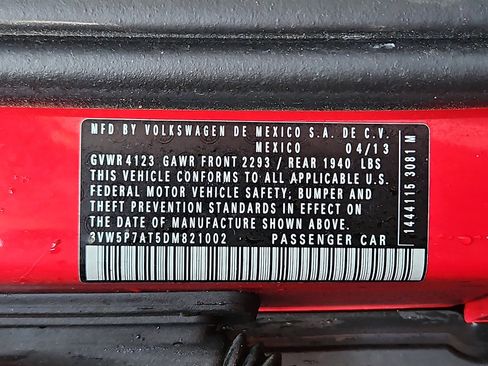 MFD BY VOLKSWAGEN DE MEXICO S.A. DE C.V.
MEXICO 04/13
GVWR4123 GAWR FRONT 2293 / REAR 1940 LBS
THIS VEHICLE CONFORMS TO ALL APPLICABLE U.S.
FEDERAL MOTOR VEHICLE SAFETY; BUMPER AND
THEFT PREVENTION STANDARDS IN EFFECT ON
THE DATE OF MANUFACTURE SHOWN ABOVE.
3VW5P7AT5DM821002 PASSENGER CAR
1444115 3081 M